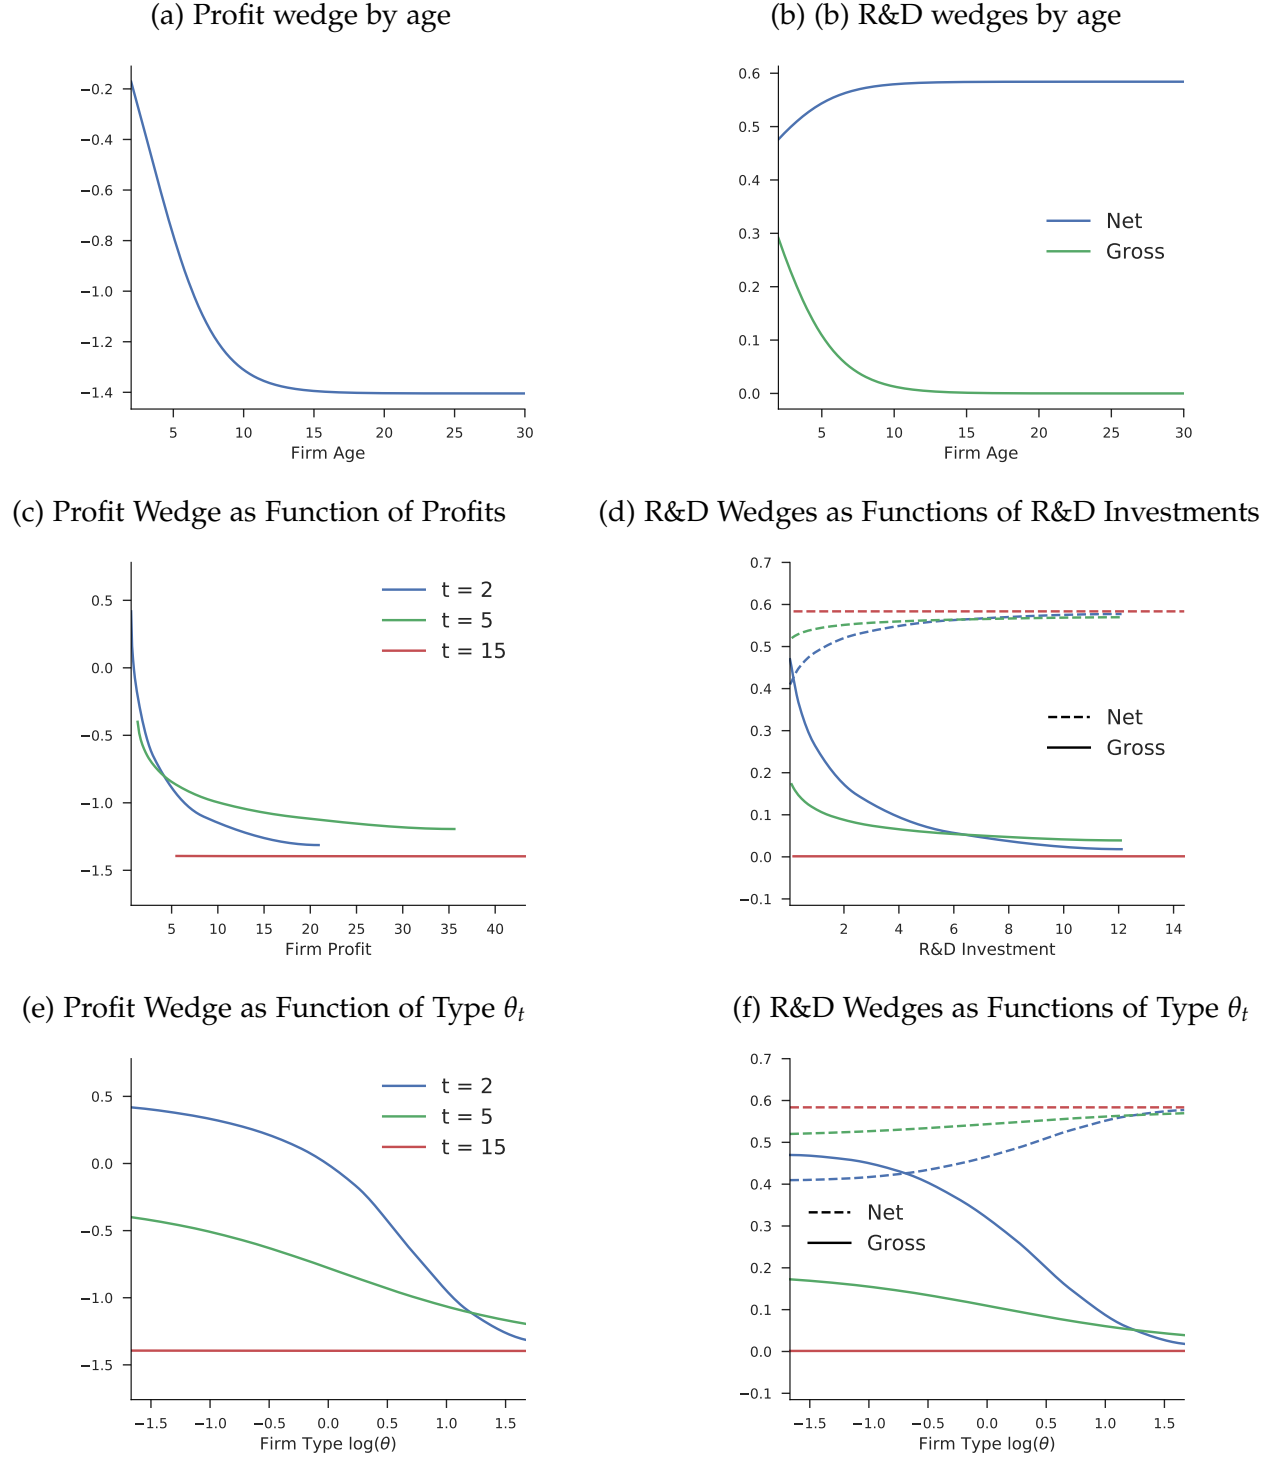 (a) Profit wedge by age
(b) (b) R&D wedges by age
−0.2
−0.4
−0.6
−0.8
−1.0
−1.2
−1.4
5 10 15 20 25 30
Firm Age
0.6
0.5
0.4
0.3
0.2
0.1
0.0
Net
Gross
5 10 15 20 25 30
Firm Age
(c) Profit Wedge as Function of Profits
(d) R&D Wedges as Functions of R&D Investments
0.5
0.0
−0.5
−1.0
−1.5
t = 2
t = 5
t = 15
5 10 15 20 25 30 35 40
Firm Profit
0.7
0.6
0.5
0.4
0.3
0.2
0.1
0.0
−0.1
Net
Gross
2 4 6 8 10 12 14
R&D Investment
(e) Profit Wedge as Function of Type θt
(f) R&D Wedges as Functions of Type θt
0.5
0.0
−0.5
−1.0
−1.5
t = 2
t = 5
t = 15
−1.5 −1.0 −0.5 0.0 0.5 1.0 1.5
Firm Type log(θ)
0.7
0.6
0.5
0.4
0.3
0.2
0.1
0.0
−0.1
Net
Gross
−1.5 −1.0 −0.5 0.0 0.5 1.0 1.5
Firm Type log(θ)